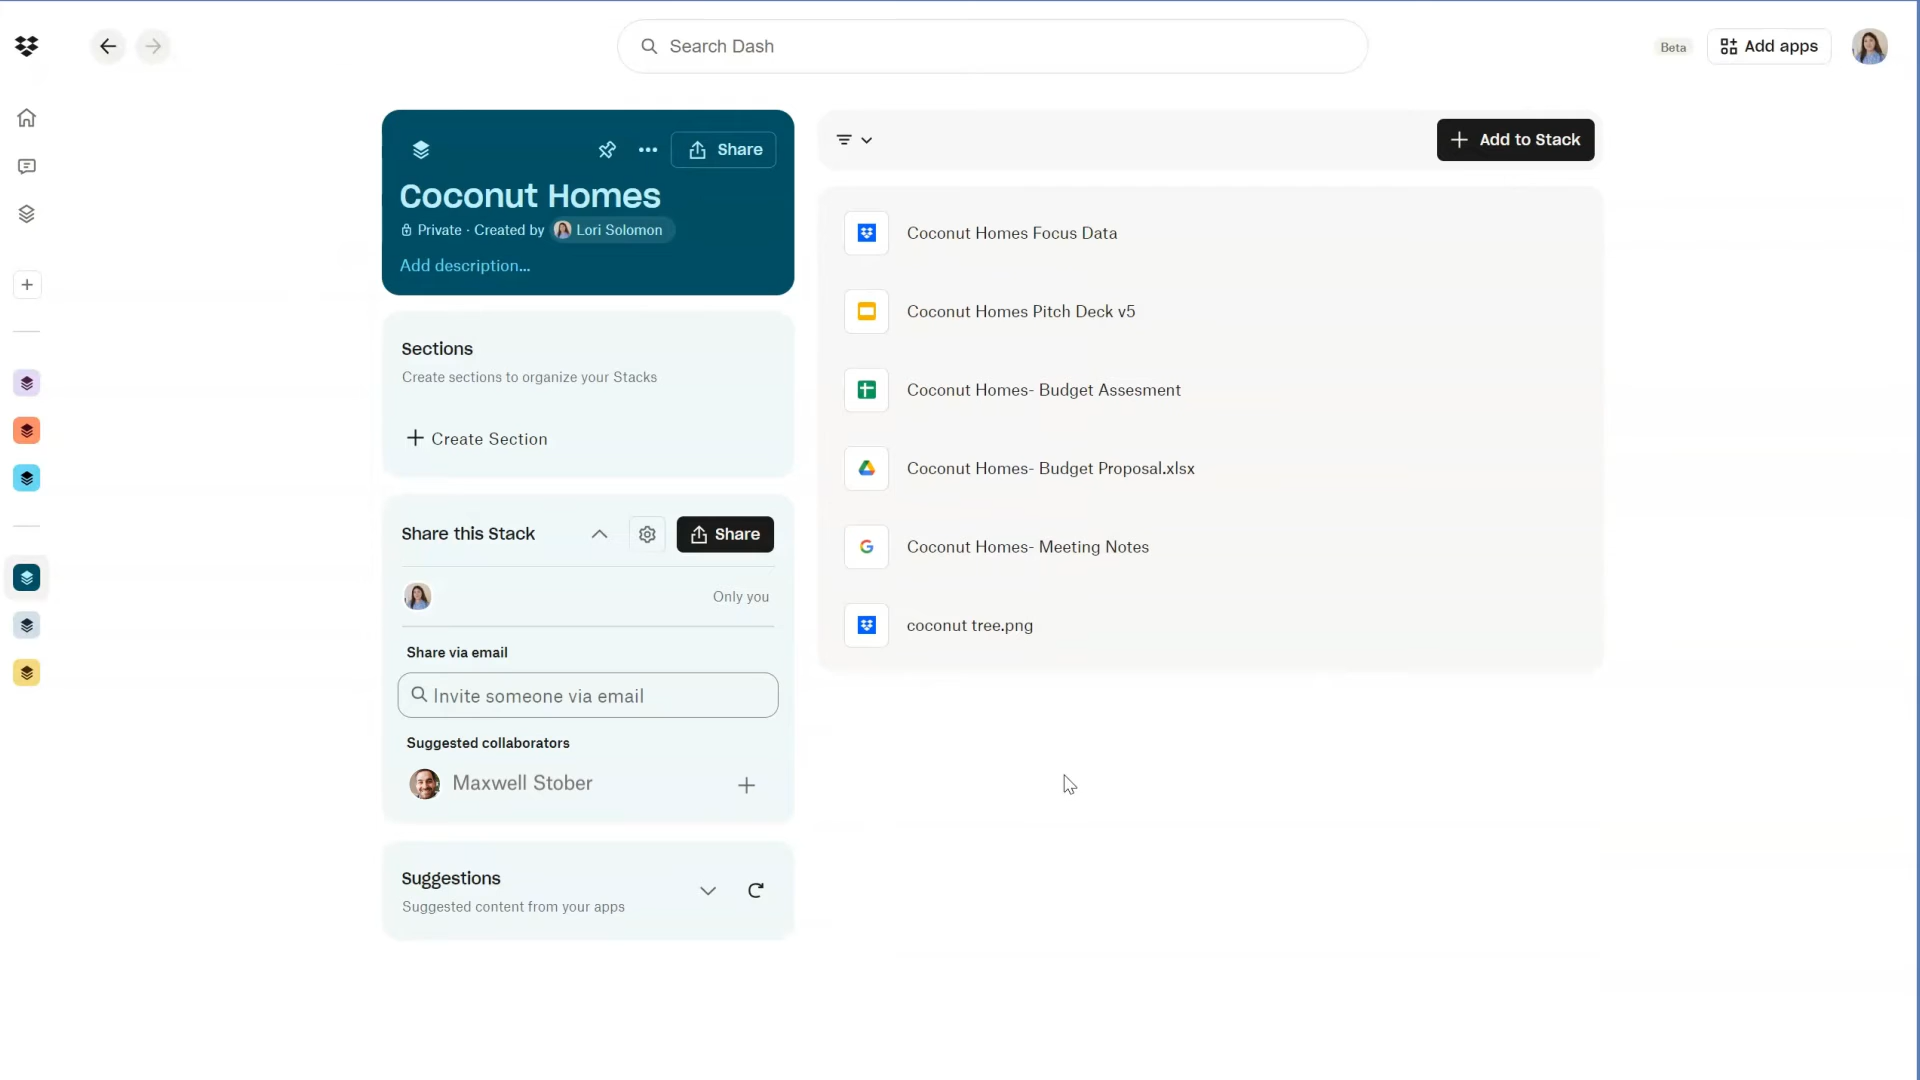 Search Dash
Beta
Add apps
Share
Coconut Homes
Private · Created by Lori Solomon
Add description...
Sections
Create sections to organize your Stacks
Create Section
Share this Stack
Share
Only you
Share via email
Invite someone via email
Suggested collaborators
Maxwell Stober
Suggestions
Suggested content from your apps
Add to Stack
Coconut Homes Focus Data
Coconut Homes Pitch Deck v5
Coconut Homes- Budget Assesment
Coconut Homes- Budget Proposal.xlsx
Coconut Homes- Meeting Notes
coconut tree.png